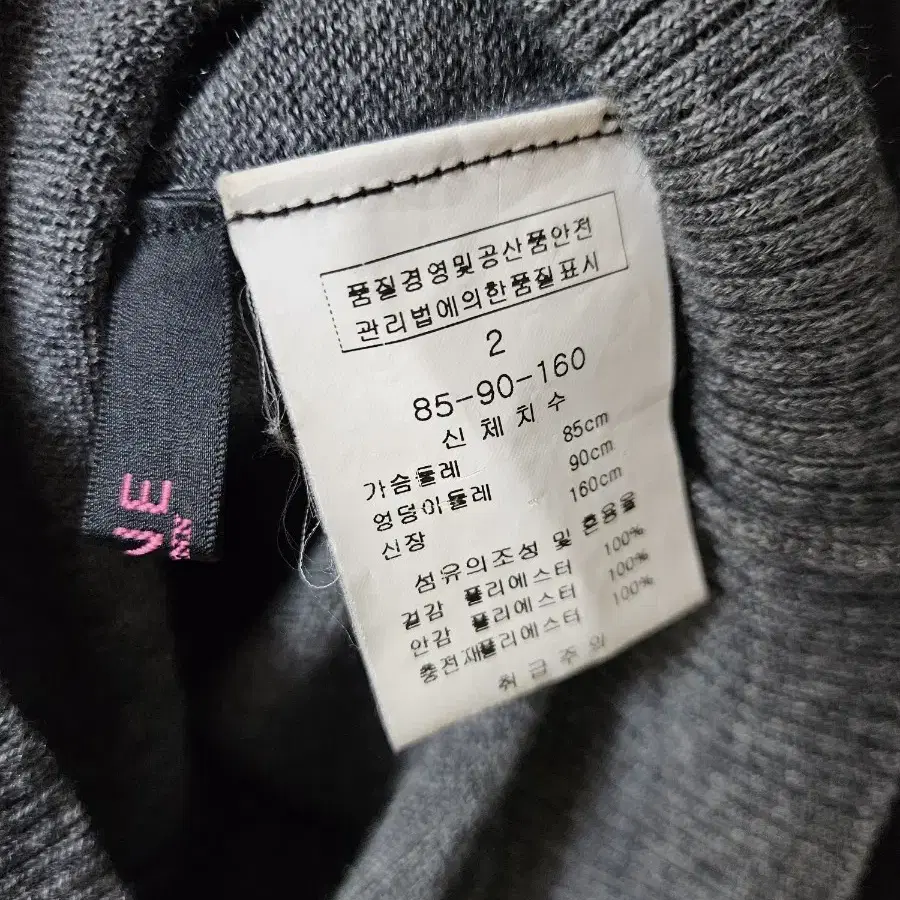 품질경영및공산품안전
관리법에의한품질표시
2
85-90-160
신체치수
가슴둘레 85cm
엉덩이둘레 90cm
신장 160cm
섬유의조성 및 혼용율
겉감 폴리에스터 100%
안감 폴리에스터 100%
충전재폴리에스터 100%
취급주의
VE